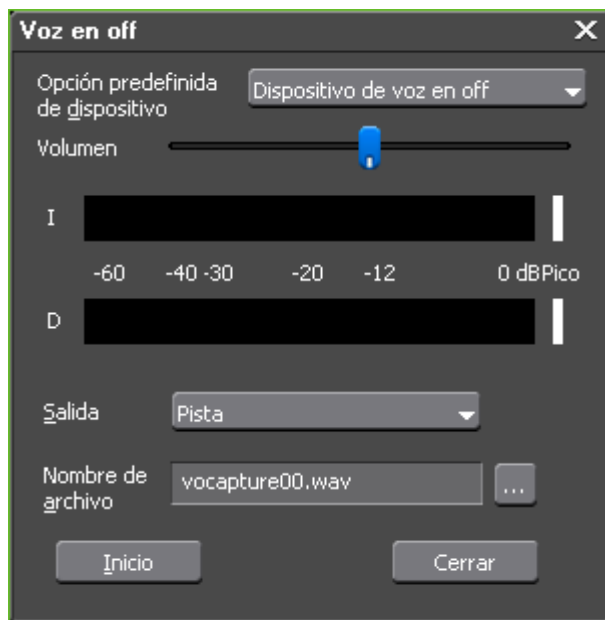 Voz en off
Opción predefinida
de dispositivo
Dispositivo de voz en off
Volumen
I
-60 -40 -30 -20 -12 0 dBPico
D
Salida
Pista
Nombre de
archivo
vocapture00.wav
...
Inicio
Cerrar